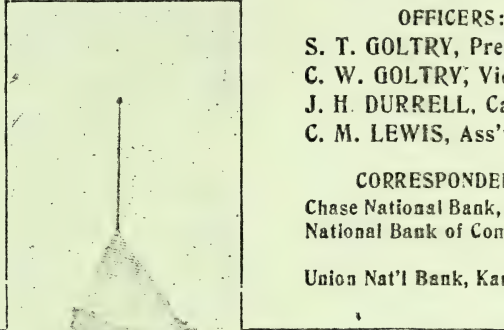 OFFICERS:
S. T. GOLTRY, Pre
C. W. GOLTRY, Vi
J. H. DURRELL, Ca
C. M. LEWIS, Ass'
CORRESPONDE
Chase National Bank,
National Bank of Com
Union Nat'l Bank, Kan